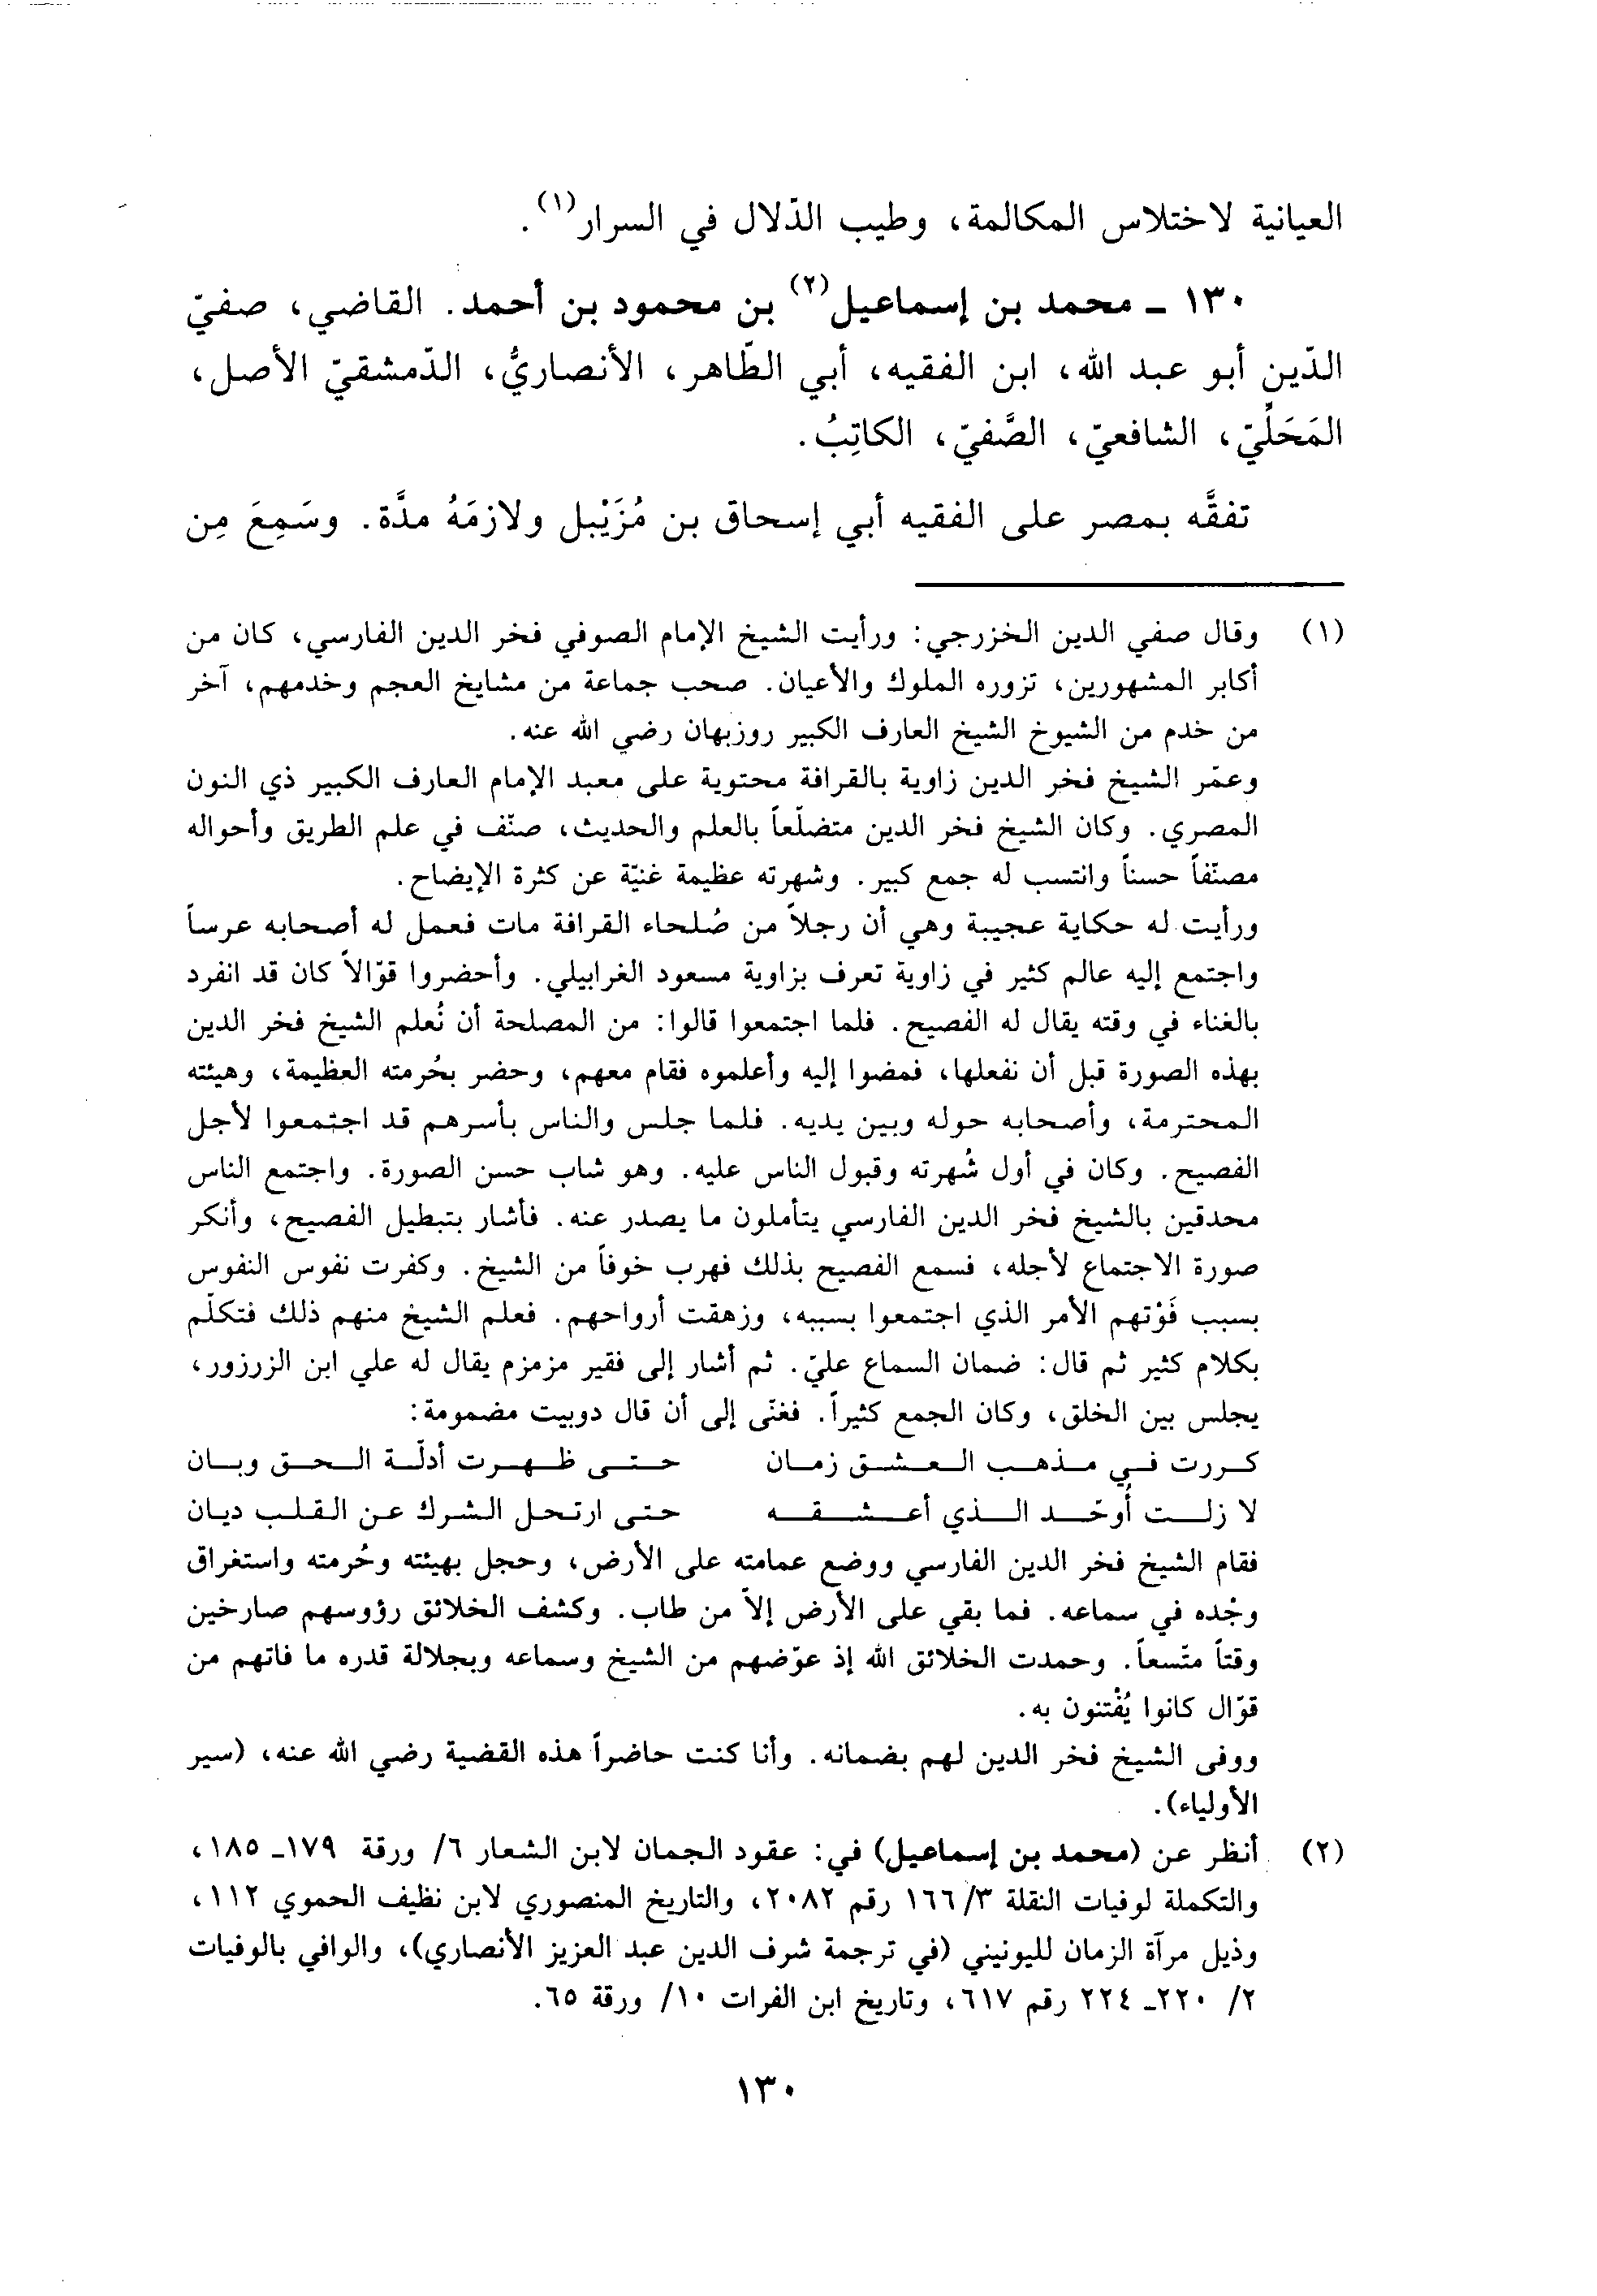 العيانية لاختلاس المكالمة، وطيب الدّلال في السرار(١).
١٣٠ ـ محمد بن إسماعيل(٢) بن محمود بن أحمد. القاضي، صفيّ
الدّين أبو عبد الله، ابن الفقيه، أبي الطّاهر، الأنصاريُّ، الدّمشقيّ الأصل،
المَحَلّيّ، الشافعيّ، الصَّفيّ، الكاتِبُ.
تفقَّه بمصر على الفقيه أبي إسحاق بن مُزَيْبل ولازمَهُ مدَّة. وسَمِعَ مِن
(١) وقال صفي الدين الخزرجي: ورأيت الشيخ الإمام الصوفي فخر الدين الفارسي، كان من
أكابر المشهورين، تزوره الملوك والأعيان. صحب جماعة من مشايخ العجم وخدمهم، آخر
من خدم من الشيوخ الشيخ العارف الكبير روزبهان رضي الله عنه.
وعمّر الشيخ فخر الدين زاوية بالقرافة محتوية على معبد الإمام العارف الكبير ذي النون
المصري. وكان الشيخ فخر الدين متضلّعاً بالعلم والحديث، صنّف في علم الطريق وأحواله
مصنّفاً حسناً وانتسب له جمع كبير. وشهرته عظيمة غنيّة عن كثرة الإيضاح.
ورأيت له حكاية عجيبة وهي أن رجلاً من صُلحاء القرافة مات فعمل له أصحابه عرساً
واجتمع إليه عالم كثير في زاوية تعرف بزاوية مسعود الغرابيلي. وأحضروا قوّالاً كان قد انفرد
بالغناء في وقته يقال له الفصيح. فلما اجتمعوا قالوا: من المصلحة أن نُعلم الشيخ فخر الدين
بهذه الصورة قبل أن نفعلها، فمضوا إليه وأعلموه فقام معهم، وحضر بحُرمته العظيمة، وهيئته
المحترمة، وأصحابه حوله وبين يديه. فلما جلس والناس بأسرهم قد اجتمعوا لأجل
الفصيح. وكان في أول شُهرته وقبول الناس عليه. وهو شاب حسن الصورة. واجتمع الناس
محدقين بالشيخ فخر الدين الفارسي يتأملون ما يصدر عنه. فأشار بتبطيل الفصيح، وأنكر
صورة الاجتماع لأجله، فسمع الفصيح بذلك فهرب خوفاً من الشيخ. وكفرت نفوس النفوس
بسبب فَوْتهم الأمر الذي اجتمعوا بسببه، وزهقت أرواحهم. فعلم الشيخ منهم ذلك فتكلّم
بكلام كثير ثم قال: ضمان السماع عليّ. ثم أشار إلى فقير مزمزم يقال له علي ابن الزرزور،
يجلس بين الخلق، وكان الجمع كثيراً. فغنّى إلى أن قال دوبيت مضمومة:
كررت في مذهب العشق زمان حتى ظهرت أدلّة الحق وبان
لا زلت أُوحّد الذي أعشقه حتى ارتحل الشرك عن القلب ديان
فقام الشيخ فخر الدين الفارسي ووضع عمامته على الأرض، وحجل بهيئته وحُرمته واستغراق
وجْده في سماعه. فما بقي على الأرض إلاّ من طاب. وكشف الخلائق رؤوسهم صارخين
وقتاً متّسعاً. وحمدت الخلائق الله إذ عوّضهم من الشيخ وسماعه وبجلالة قدره ما فاتهم من
قوّال كانوا يُفْتنون به.
ووفى الشيخ فخر الدين لهم بضمانه. وأنا كنت حاضراً هذه القضية رضي الله عنه، (سير
الأولياء).
(٢) أنظر عن (محمد بن إسماعيل) في: عقود الجمان لابن الشعار ٦/ ورقة ١٧٩ـ ١٨٥،
والتكملة لوفيات النقلة ٣/ ١٦٦ رقم ٢٠٨٢، والتاريخ المنصوري لابن نظيف الحموي ١١٢،
وذيل مرآة الزمان لليونيني (في ترجمة شرف الدين عبد العزيز الأنصاري)، والوافي بالوفيات
٢/ ٢٢٠ـ ٢٢٤ رقم ٦١٧، وتاريخ ابن الفرات ١٠/ ورقة ٦٥.
١٣٠